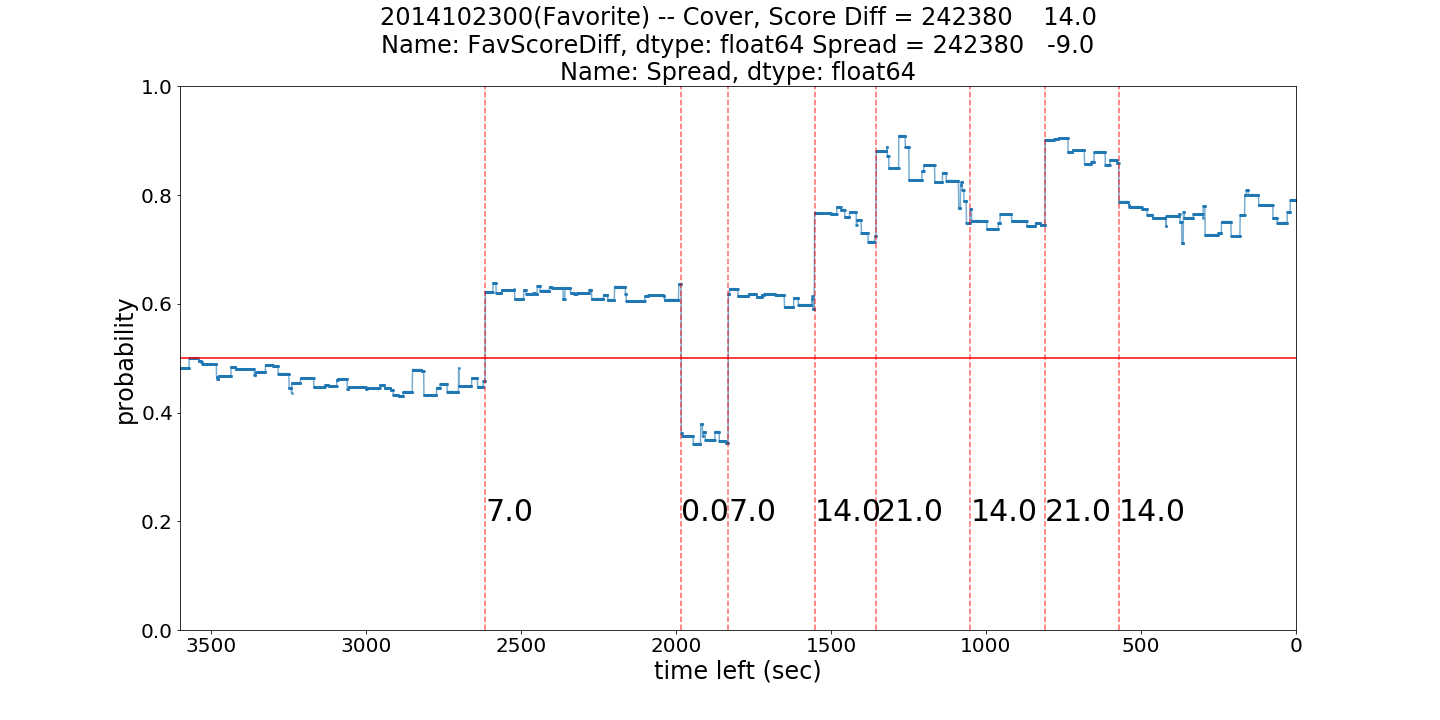 2014102300(Favorite) -- Cover, Score Diff = 242380    14.0
Name: FavScoreDiff, dtype: float64 Spread = 242380   -9.0
Name: Spread, dtype: float64
1.0
0.8
0.6
0.4
0.2
0.0
probability
7.0 0.0 7.0 14.0 21.0 14.0 21.0 14.0
3500 3000 2500 2000 1500 1000 500 0
time left (sec)